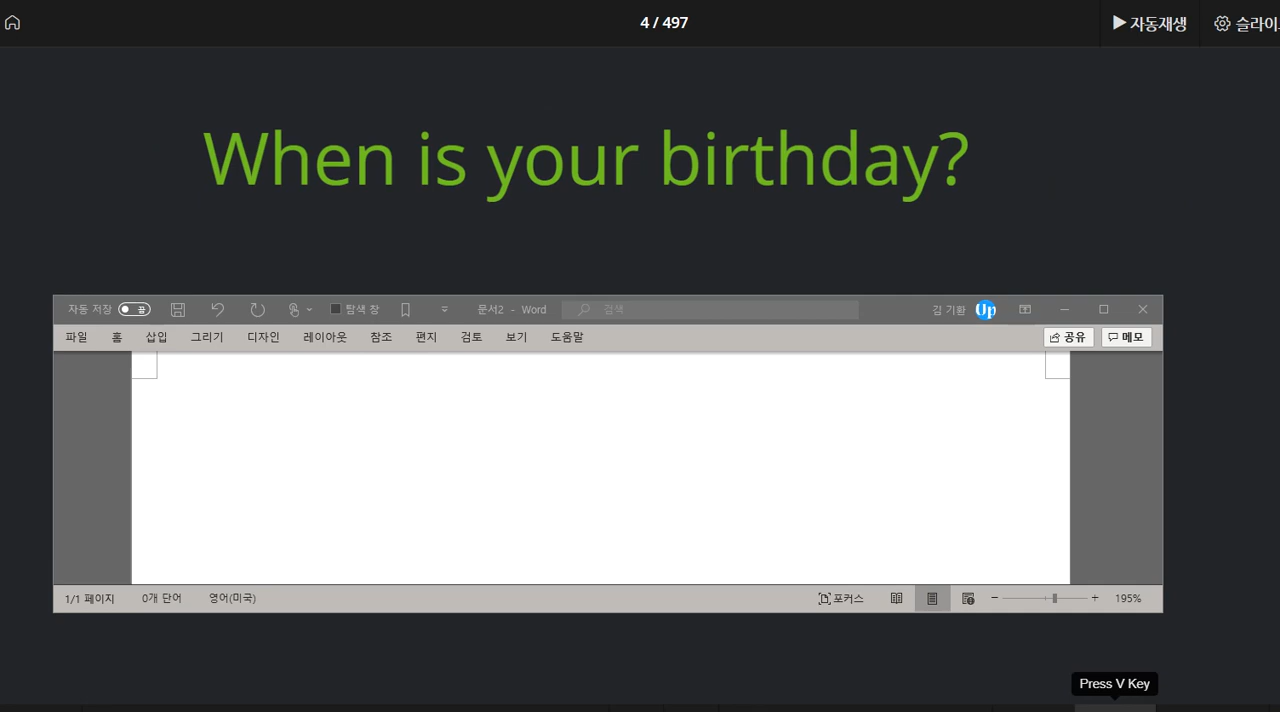 4 / 497
▶ 자동재생
슬라이
When is your birthday?
자동 저장 끔
탐색 창
문서2 - Word
검색
김 기환
Up
파일 홈 삽입 그리기 디자인 레이아웃 참조 편지 검토 보기 도움말
공유 메모
1/1 페이지 0개 단어 영어(미국)
포커스
195%
Press V Key